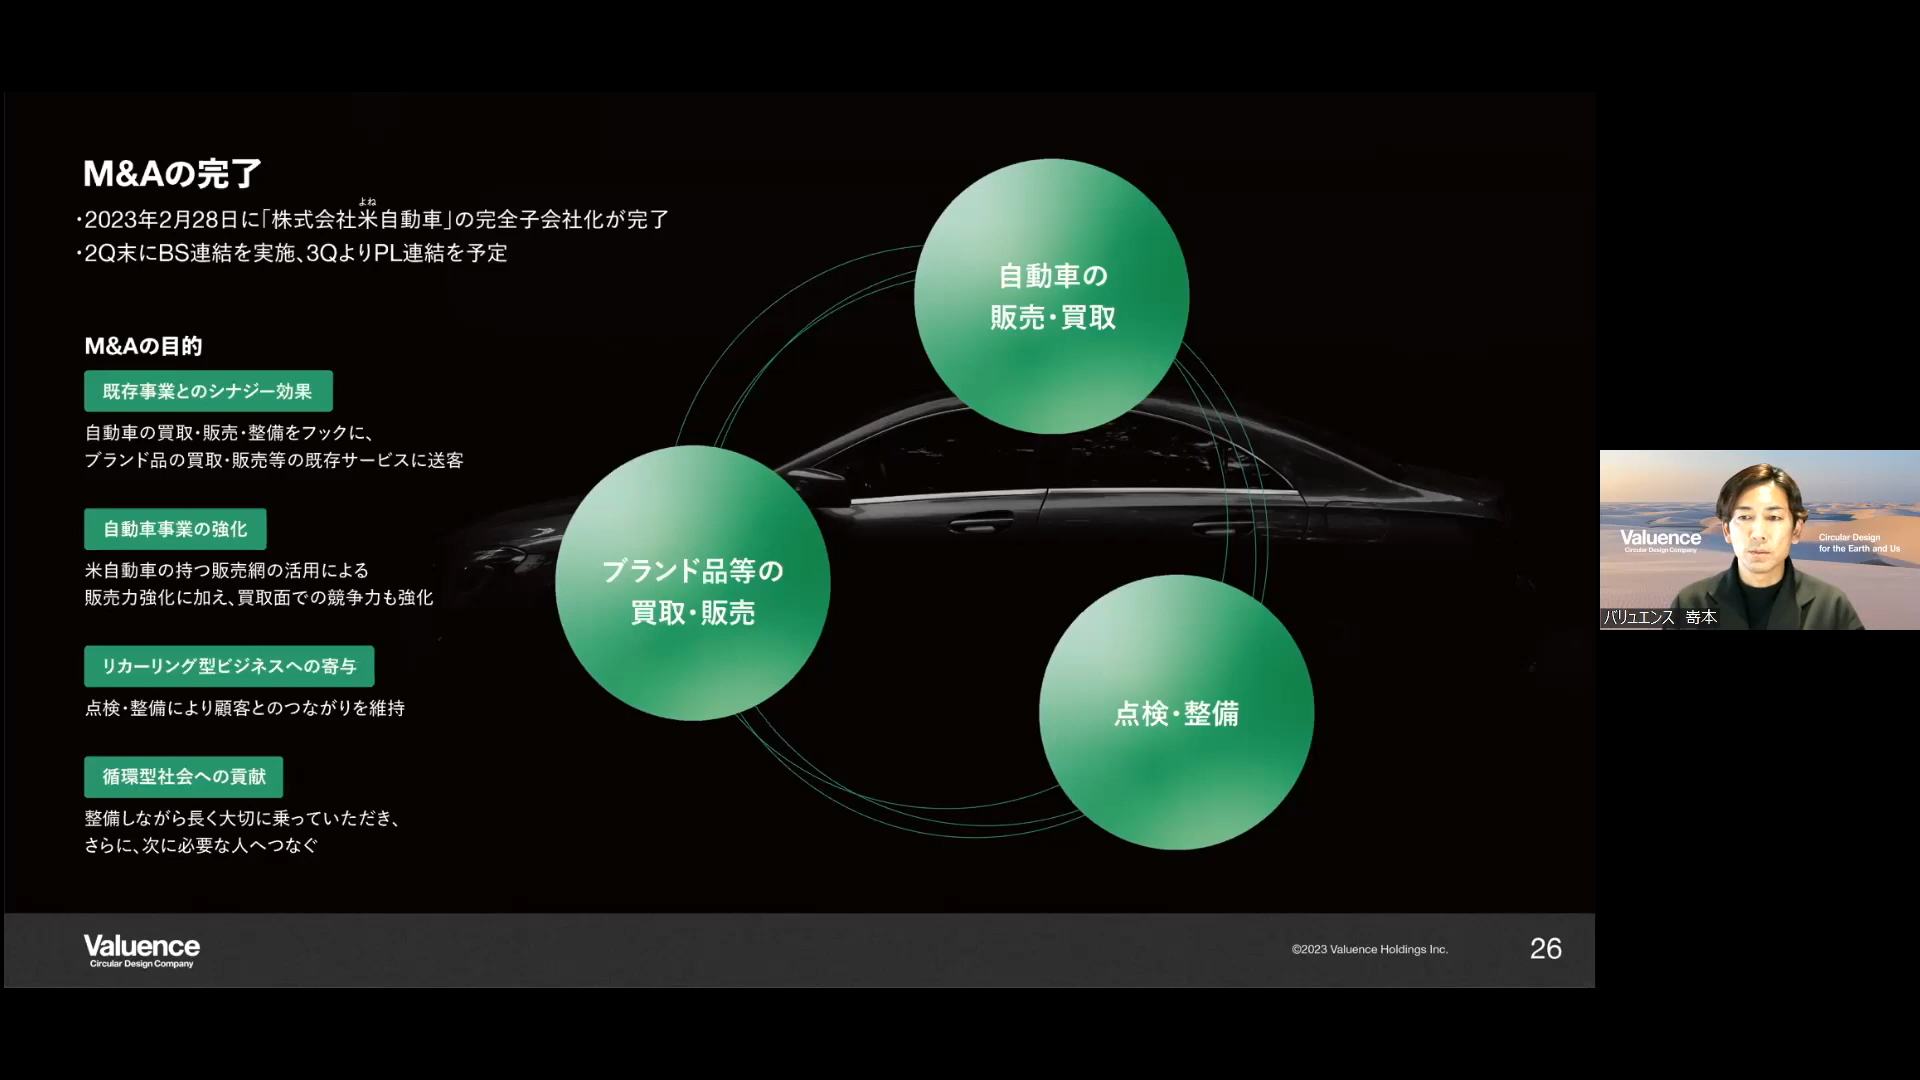 M&Aの完了
よね
・2023年2月28日に「株式会社米自動車」の完全子会社化が完了
・2Q末にBS連結を実施、3QよりPL連結を予定
M&Aの目的
既存事業とのシナジー効果
自動車の買取・販売・整備をフックに、
ブランド品の買取・販売等の既存サービスに送客
自動車事業の強化
米自動車の持つ販売網の活用による
販売力強化に加え、買取面での競争力も強化
リカーリング型ビジネスへの寄与
点検・整備により顧客とのつながりを維持
循環型社会への貢献
整備しながら長く大切に乗っていただき、
さらに、次に必要な人へつなぐ
自動車の
販売・買取
ブランド品等の
買取・販売
点検・整備
Valuence
Circular Design Company
©2023 Valuence Holdings Inc.
26
Valuence
Circular Design Company
Circular Design
for the Earth and Us
バリュエンス 嵜本